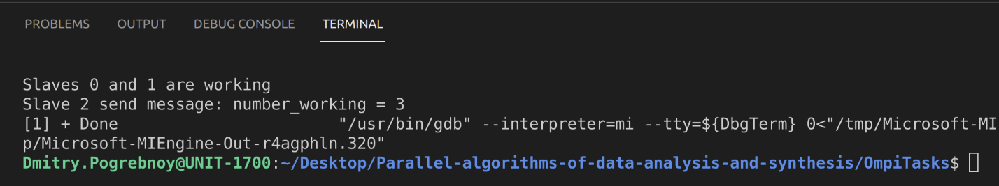 PROBLEMS OUTPUT DEBUG CONSOLE TERMINAL
Slaves 0 and 1 are working
Slave 2 send message: number_working = 3
[1] + Done                       "/usr/bin/gdb" --interpreter=mi --tty=${DbgTerm} 0<"/tmp/Microsoft-MI
p/Microsoft-MIEngine-Out-r4agphln.320"
Dmitry.Pogrebnoy@UNIT-1700:~/Desktop/Parallel-algorithms-of-data-analysis-and-synthesis/OmpiTasks$